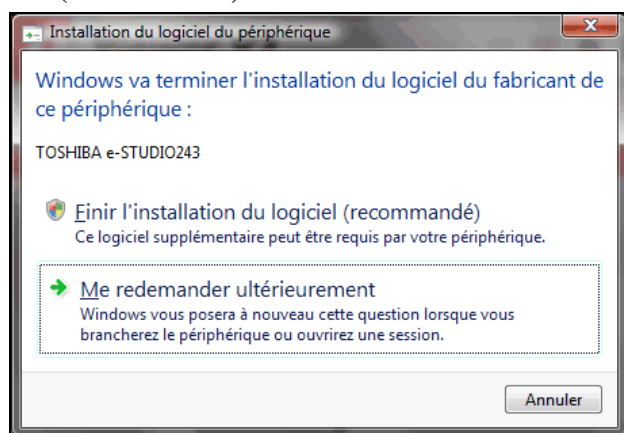 Installation du logiciel du périphérique
Windows va terminer l'installation du logiciel du fabricant de
ce périphérique :
TOSHIBA e-STUDIO243
Finir l'installation du logiciel (recommandé)
Ce logiciel supplémentaire peut être requis par votre périphérique.
Me redemander ultérieurement
Windows vous posera à nouveau cette question lorsque vous
brancherez le périphérique ou ouvrirez une session.
Annuler